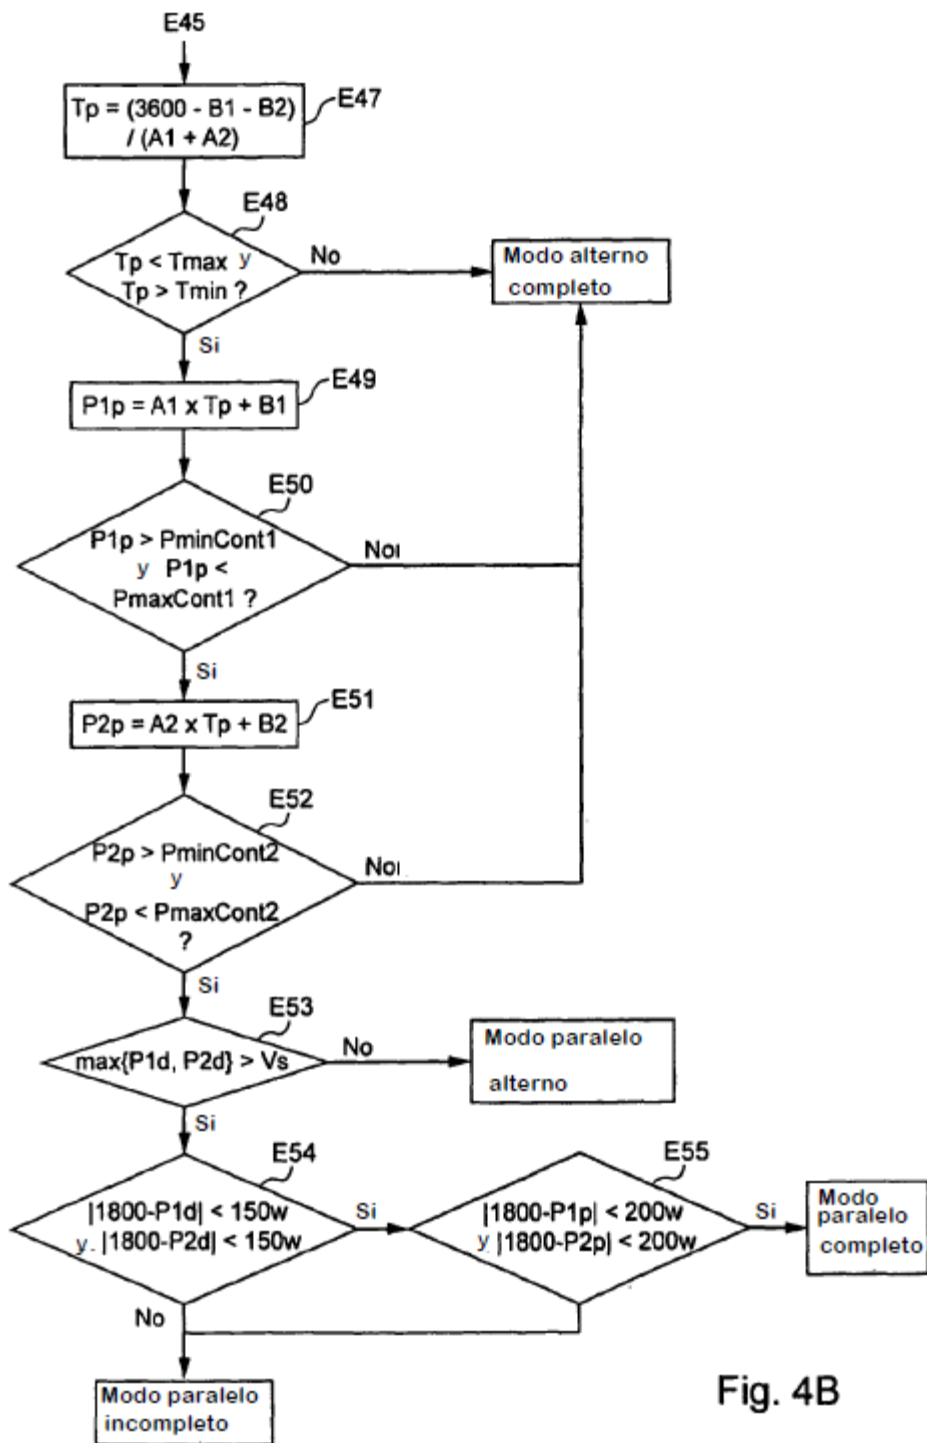 E45
Tp = (3600 - B1 - B2)
/ (A1 + A2)
E47
E48
Tp < Tmax y
Tp > Tmin ?
No
Modo alterno
completo
Si
E49
P1p = A1 x Tp + B1
E50
P1p > PminCont1
y P1p <
PmaxCont1 ?
No
Si
E51
P2p = A2 x Tp + B2
E52
P2p > PminCont2
y
P2p < PmaxCont2
?
No
Si
E53
max{P1d, P2d} > Vs
No
Modo paralelo
alterno
Si
E54
|1800-P1d| < 150w
y. |1800-P2d| < 150w
Si
E55
|1800-P1p| < 200w
y |1800-P2p| < 200w
Si
Modo
paralelo
completo
No
Modo paralelo
incompleto
Fig. 4B